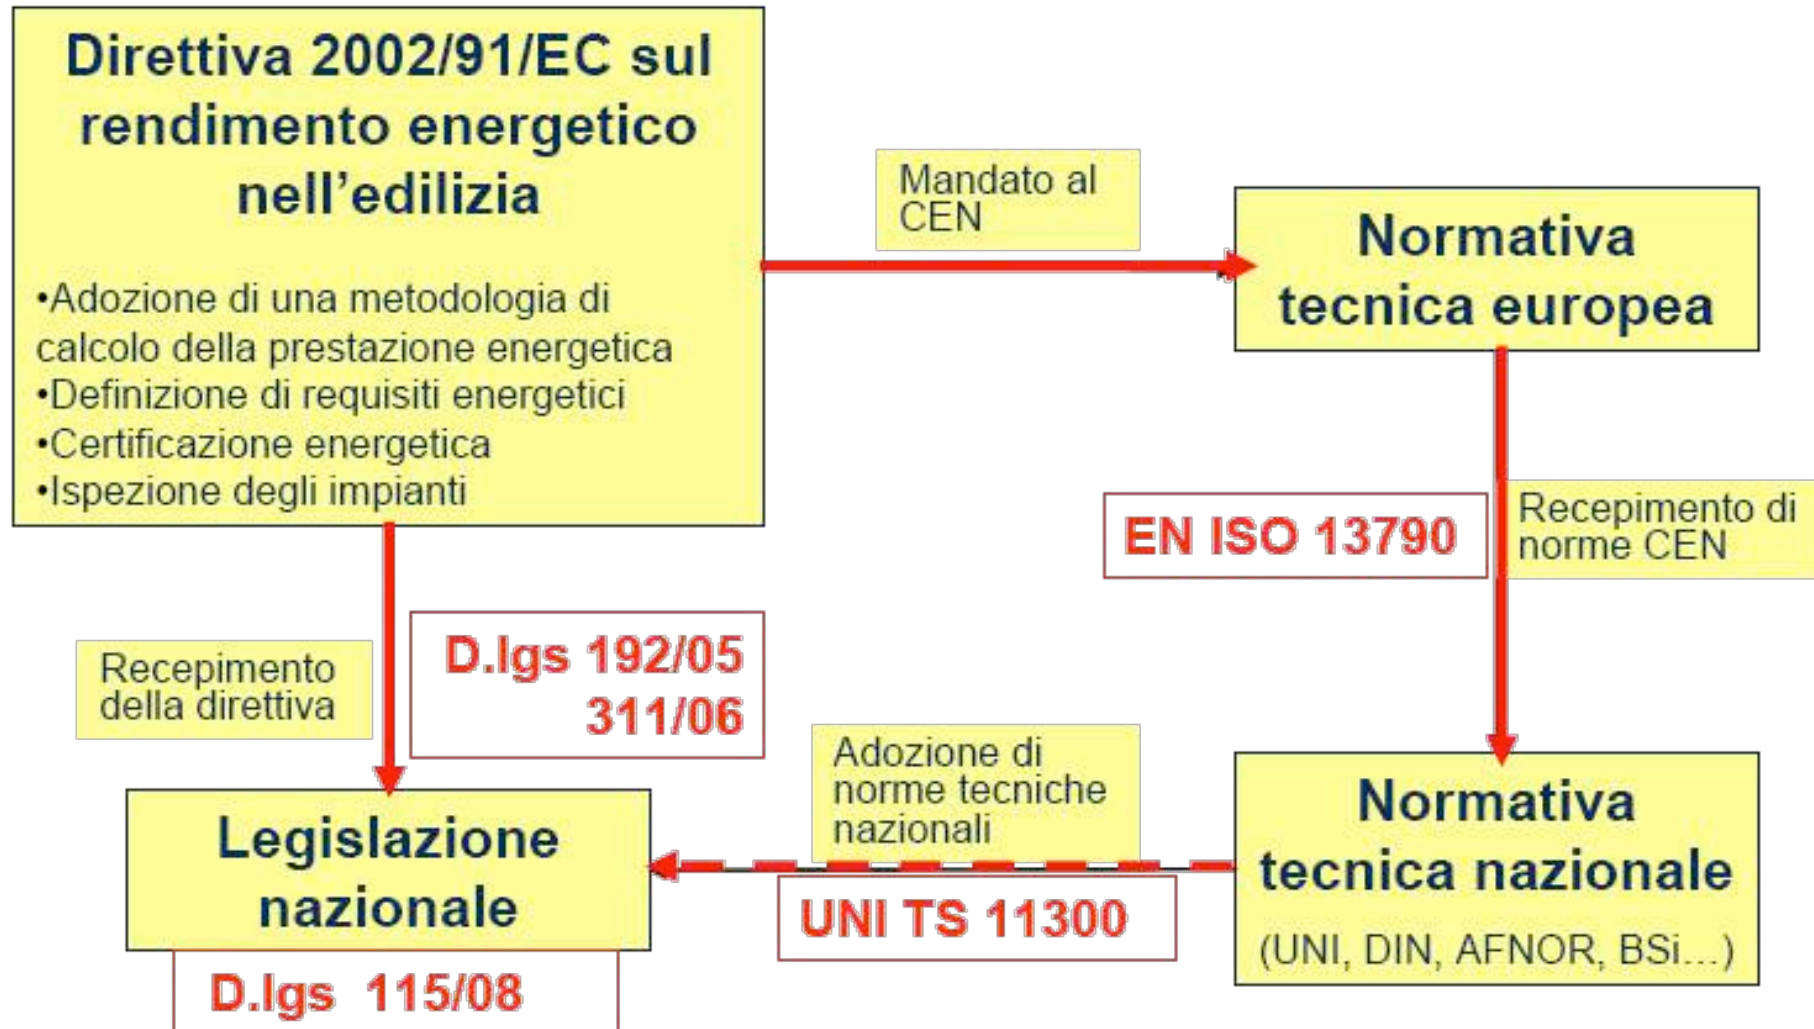 Direttiva 2002/91/EC sul
rendimento energetico
nell'edilizia
•Adozione di una metodologia di
calcolo della prestazione energetica
•Definizione di requisiti energetici
•Certificazione energetica
•Ispezione degli impianti
Mandato al
CEN
Normativa
tecnica europea
EN ISO 13790
Recepimento di
norme CEN
Recepimento
della direttiva
D.lgs 192/05
311/06
Adozione di
norme tecniche
nazionali
UNI TS 11300
Legislazione
nazionale
D.lgs 115/08
Normativa
tecnica nazionale
(UNI, DIN, AFNOR, BSi...)